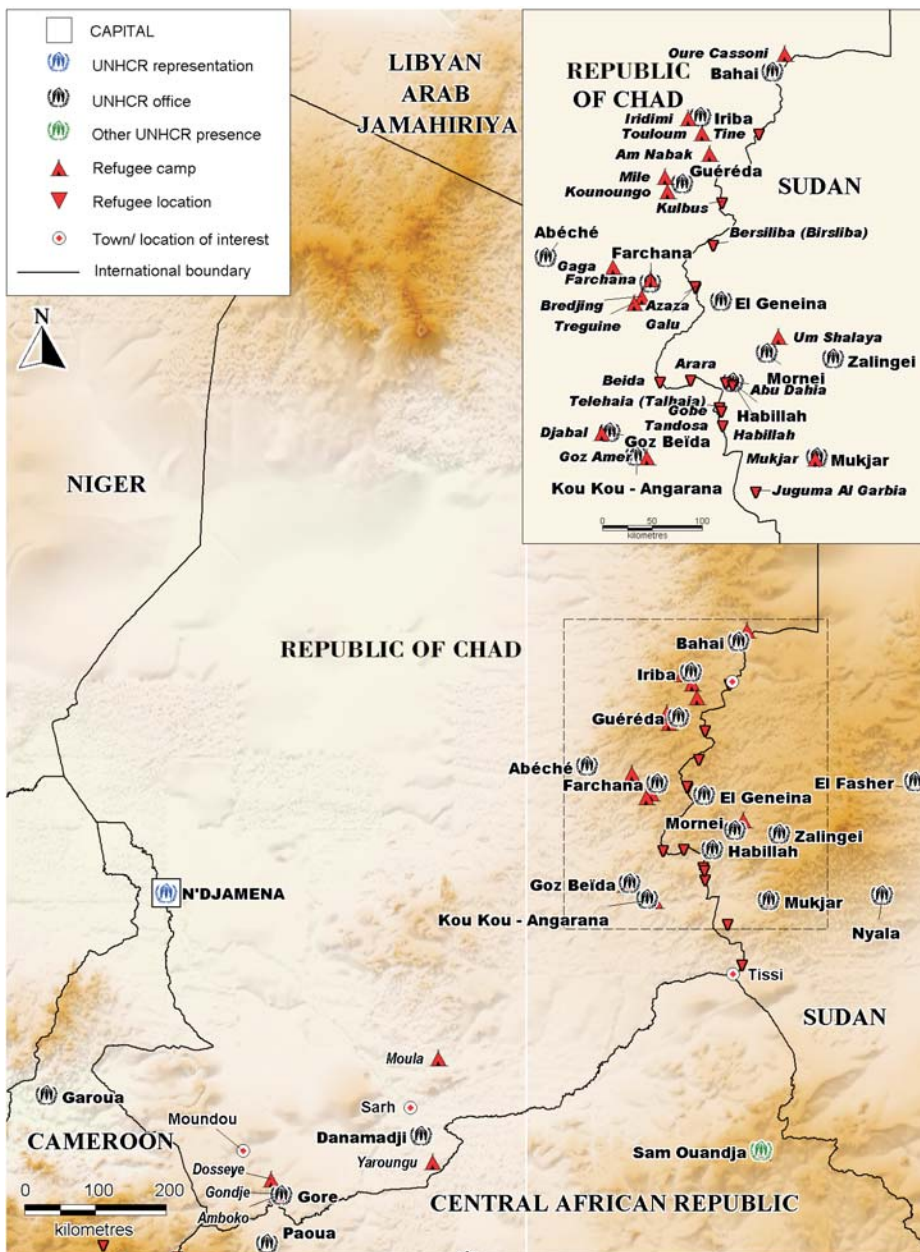 CAPITAL
UNHCR representation
UNHCR office
Other UNHCR presence
Refugee camp
Refugee location
Town/ location of interest
International boundary
N
LIBYAN
ARAB
JAMAHIRIYA
Oure Cassoni
REPUBLIC
OF CHAD
Bahai
Iridimi
Iriba
Touloum
Tine
Am Nabak
Guéréda
Mile
SUDAN
Kounoungo
Kulbus
Bersiliba (Birsliba)
Abéché
Farchana
Gaga
Farchana
Bredjing
Azaza
El Geneina
Treguine
Galu
Um Shalaya
Zalingei
Arara
Mornei
Beida
Abu Dahia
Telehaia (Talhaia)
Gobe
Habillah
Tandosa
Djabal
Goz Beïda
Habillah
Goz Amer
Mukjar
Mukjar
Kou Kou - Angarana
Juguma Al Garbia
0 50 100
kilometres
NIGER
REPUBLIC OF CHAD
Bahai
Iriba
Guéréda
Abéché
Farchana
El Geneina
El Fasher
Mornei
Zalingei
Habillah
Goz Beïda
N'DJAMENA
Kou Kou - Angarana
Mukjar
Nyala
Tissi
SUDAN
Moula
Garoua
Sarh
Moundou
Danamadji
CAMEROON
Yaroungu
Sam Ouandja
Dosseye
Gondje
Gore
Amboko
CENTRAL AFRICAN REPUBLIC
Paoua
0 100 200
kilometres